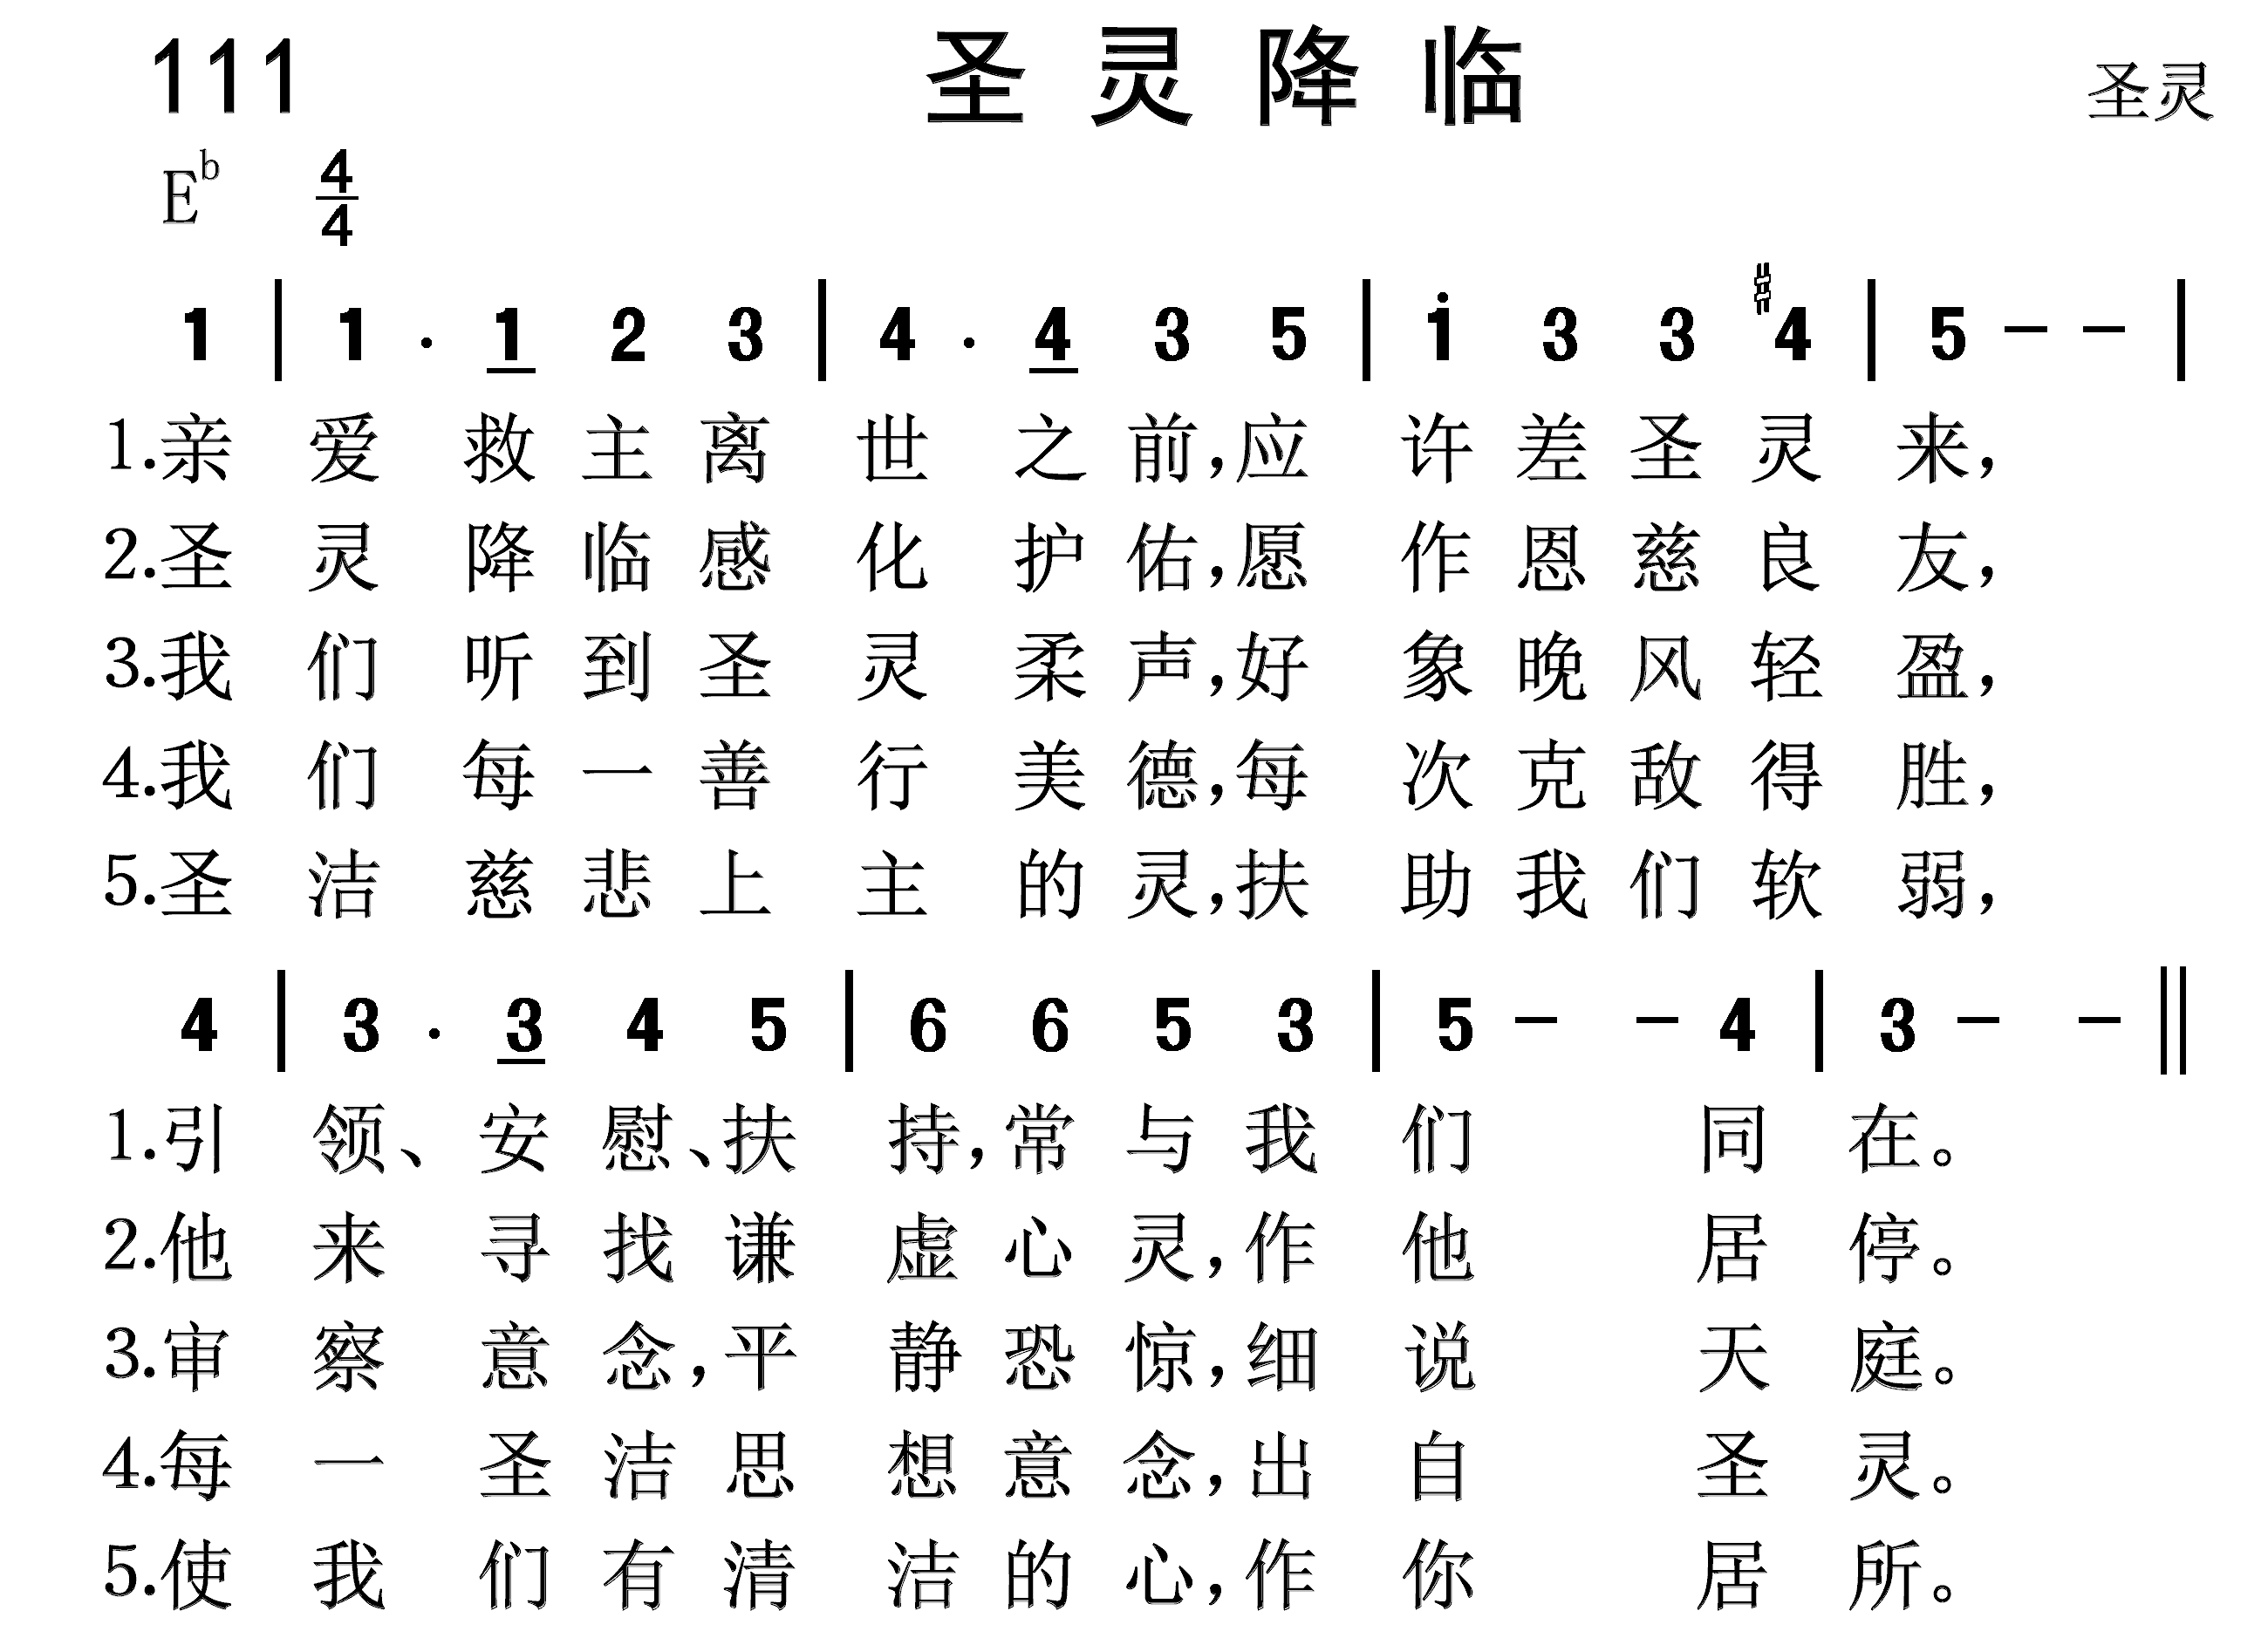 111 圣灵降临 圣灵
E♭ 4/4
1 | 1 · 1 2 3 | 4 · 4 3 5 | i 3 3 #4 | 5 – – |
1.亲爱救主离世之前,应许差圣灵来,
2.圣灵降临感化护佑,愿作恩慈良友,
3.我们听到圣灵柔声,好象晚风轻盈,
4.我们每一善行美德,每次克敌得胜,
5.圣洁慈悲上主的灵,扶助我们软弱,
4 | 3 · 3 4 5 | 6 6 5 3 | 5 – – 4 | 3 – – ||
1.引领、安慰、扶持,常与我们同在。
2.他来寻找谦虚心灵,作他居停。
3.审察意念,平静恐惊,细说天庭。
4.每一圣洁思想意念,出自圣灵。
5.使我们有清洁的心,作你居所。